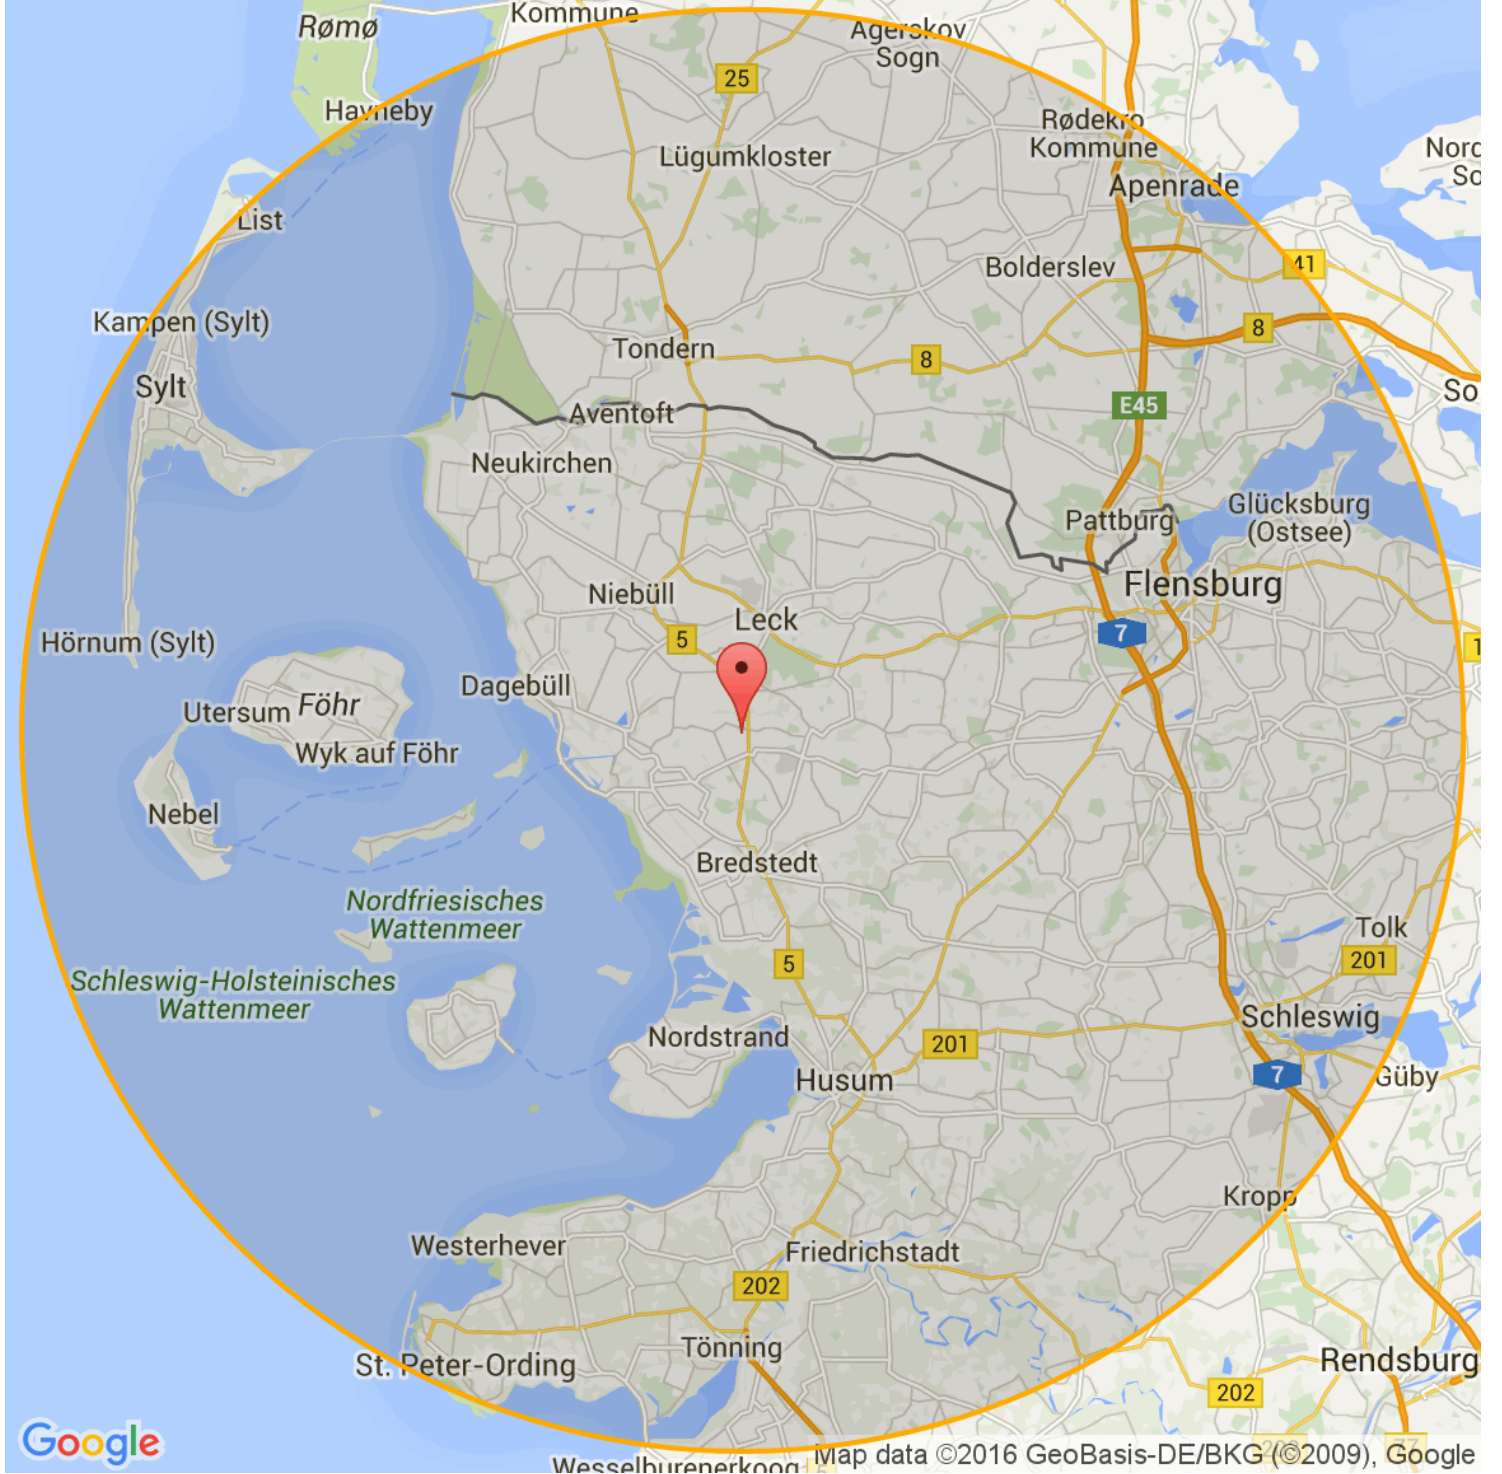 Kommune
Rømø
Agerskov
Sogn
25
Havneby
Rødekro
Kommune
Lügumkloster
Nord
So
Apenrade
List
Bolderslev
41
Kampen (Sylt)
8
Tondern
8
Sylt
So
E45
Aventoft
Neukirchen
Glücksburg
(Ostsee)
Pattburg
Flensburg
Niebüll
Leck
7
5
Hörnum (Sylt)
1
Dagebüll
Föhr
Utersum
Wyk auf Föhr
Nebel
Bredstedt
Nordfriesisches
Wattenmeer
Tolk
201
5
Schleswig-Holsteinisches
Wattenmeer
Schleswig
Nordstrand
201
Husum
7
Güby
Kropp
Westerhever
Friedrichstadt
202
Tönning
St. Peter-Ording
Rendsburg
202
Google
Wesselburenerkoog
Map data ©2016 GeoBasis-DE/BKG (©2009), Google